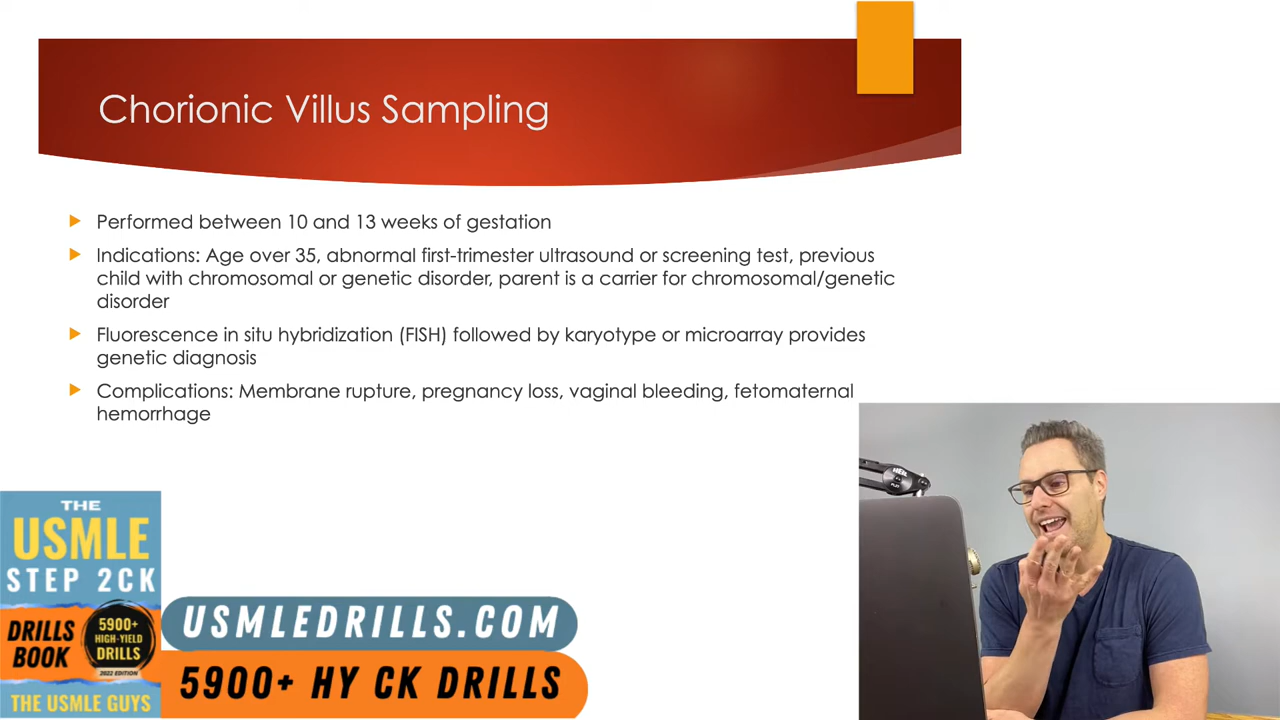 Chorionic Villus Sampling
Performed between 10 and 13 weeks of gestation
Indications: Age over 35, abnormal first-trimester ultrasound or screening test, previous
child with chromosomal or genetic disorder, parent is a carrier for chromosomal/genetic
disorder
Fluorescence in situ hybridization (FISH) followed by karyotype or microarray provides
genetic diagnosis
Complications: Membrane rupture, pregnancy loss, vaginal bleeding, fetomaternal
hemorrhage
THE
USMLE
STEP 2CK
DRILLS
BOOK
5900+
HIGH-YIELD
DRILLS
2022 EDITION
THE USMLE GUYS
USMLEDRILLS.COM
5900+ HY CK DRILLS